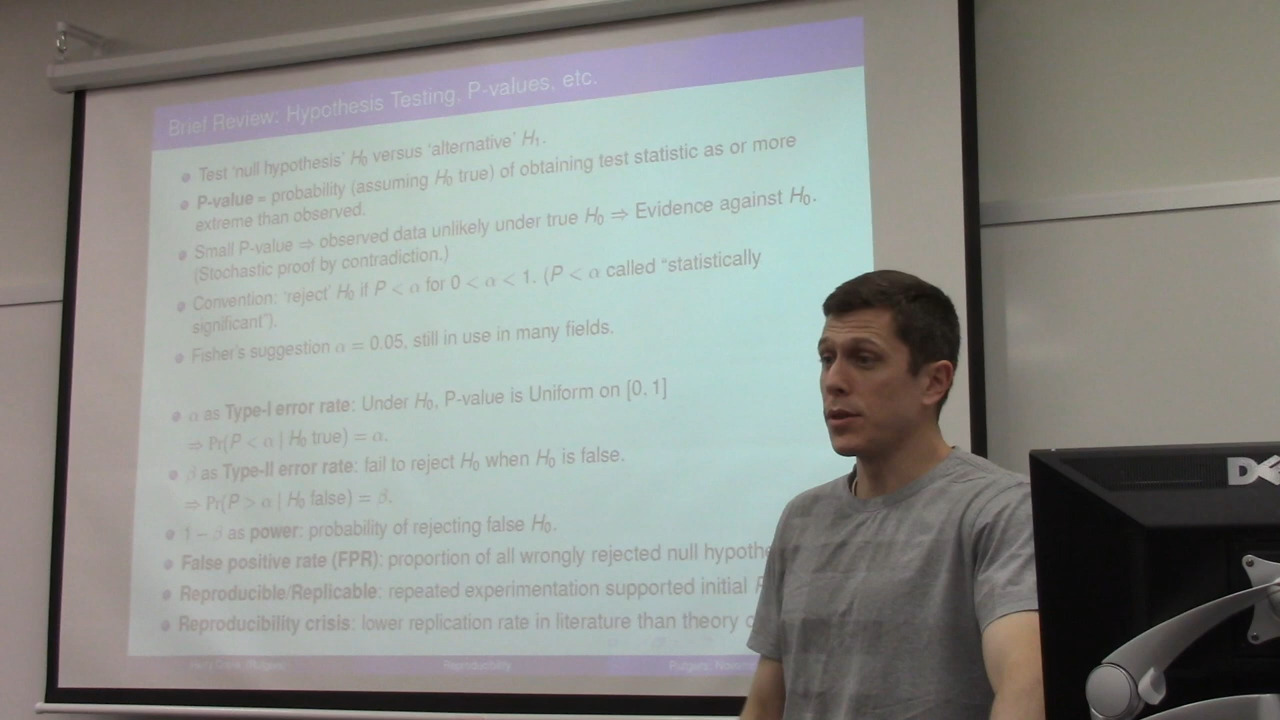 Brief Review: Hypothesis Testing, P-values, etc.
Test 'null hypothesis' H₀ versus 'alternative' H₁.
P-value = probability (assuming H₀ true) of obtaining test statistic as or more
extreme than observed.
Small P-value ⇒ observed data unlikely under true H₀ ⇒ Evidence against H₀.
(Stochastic proof by contradiction.)
Convention: 'reject' H₀ if P < α for 0 < α < 1. (P < α called "statistically
significant").
Fisher's suggestion α = 0.05, still in use in many fields.
α as Type-I error rate: Under H₀, P-value is Uniform on [0, 1]
⇒ Pr(P < α | H₀ true) = α.
β as Type-II error rate: fail to reject H₀ when H₀ is false.
⇒ Pr(P > α | H₀ false) = β.
1 − β as power: probability of rejecting false H₀.
False positive rate (FPR): proportion of all wrongly rejected null
Reproducible/Replicable: repeated experimentation supported initial
Reproducibility crisis: lower replication rate in literature than theory
Harry Crane (Rutgers) Reproducibility Rutgers:
DELL